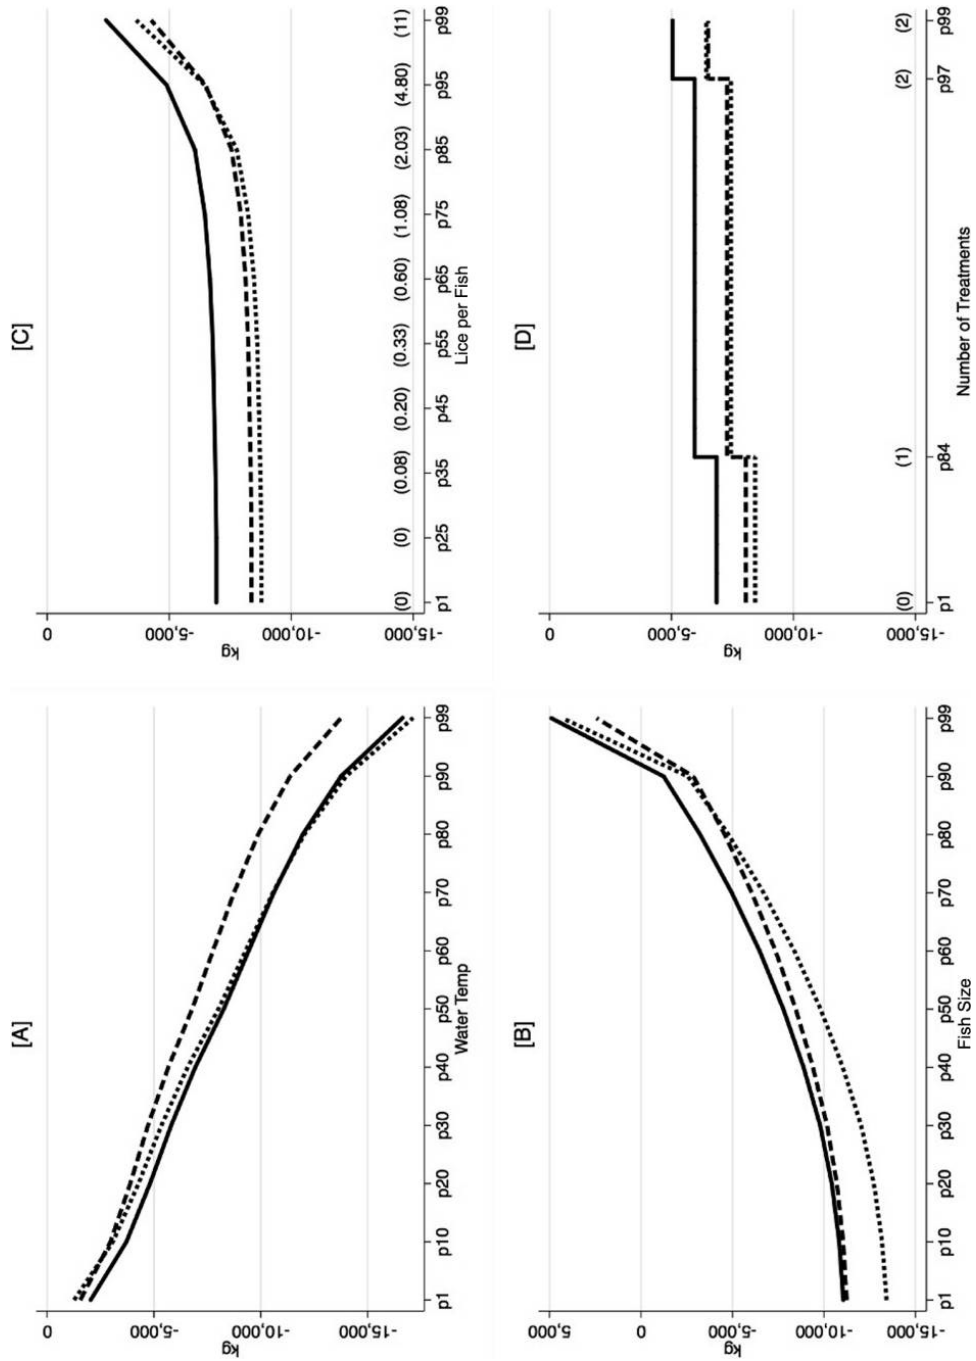 [A]
0
-5,000
-10,000
-15,000
kg
p1 p10 p20 p30 p40 p50 p60 p70 p80 p90 p99
Water Temp
[C]
0
-5,000
-10,000
-15,000
kg
(0) (0) (0.08) (0.20) (0.33) (0.60) (1.08) (2.03) (4.80) (11)
p1 p25 p35 p45 p55 p65 p75 p85 p95 p99
Lice per Fish
[B]
5,000
0
-5,000
-10,000
-15,000
kg
p1 p10 p20 p30 p40 p50 p60 p70 p80 p90 p99
Fish Size
[D]
0
-5,000
-10,000
-15,000
kg
(0) (1) (2) (2)
p1 p84 p97 p99
Number of Treatments